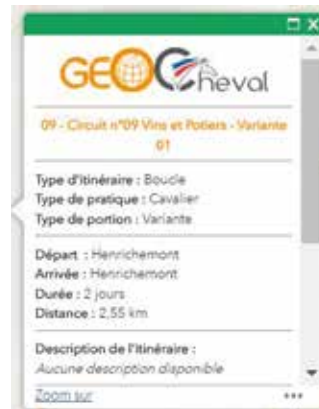 GEOCheval
09 - Circuit n°09 Vins et Potiers - Variante
01
Type d'itinéraire : Boucle
Type de pratique : Cavalier
Type de portion : Variante
Départ : Henrichemont
Arrivée : Henrichemont
Durée : 2 jours
Distance : 2,55 km
Description de l'itinéraire :
Aucune description disponible
Zoom sur